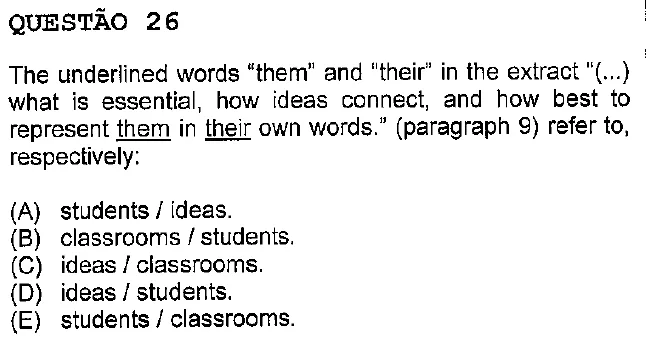 QUESTÃO 26
The underlined words "them" and "their" in the extract "(...)
what is essential, how ideas connect, and how best to
represent them in their own words." (paragraph 9) refer to,
respectively:
(A) students / ideas.
(B) classrooms / students.
(C) ideas / classrooms.
(D) ideas / students.
(E) students / classrooms.